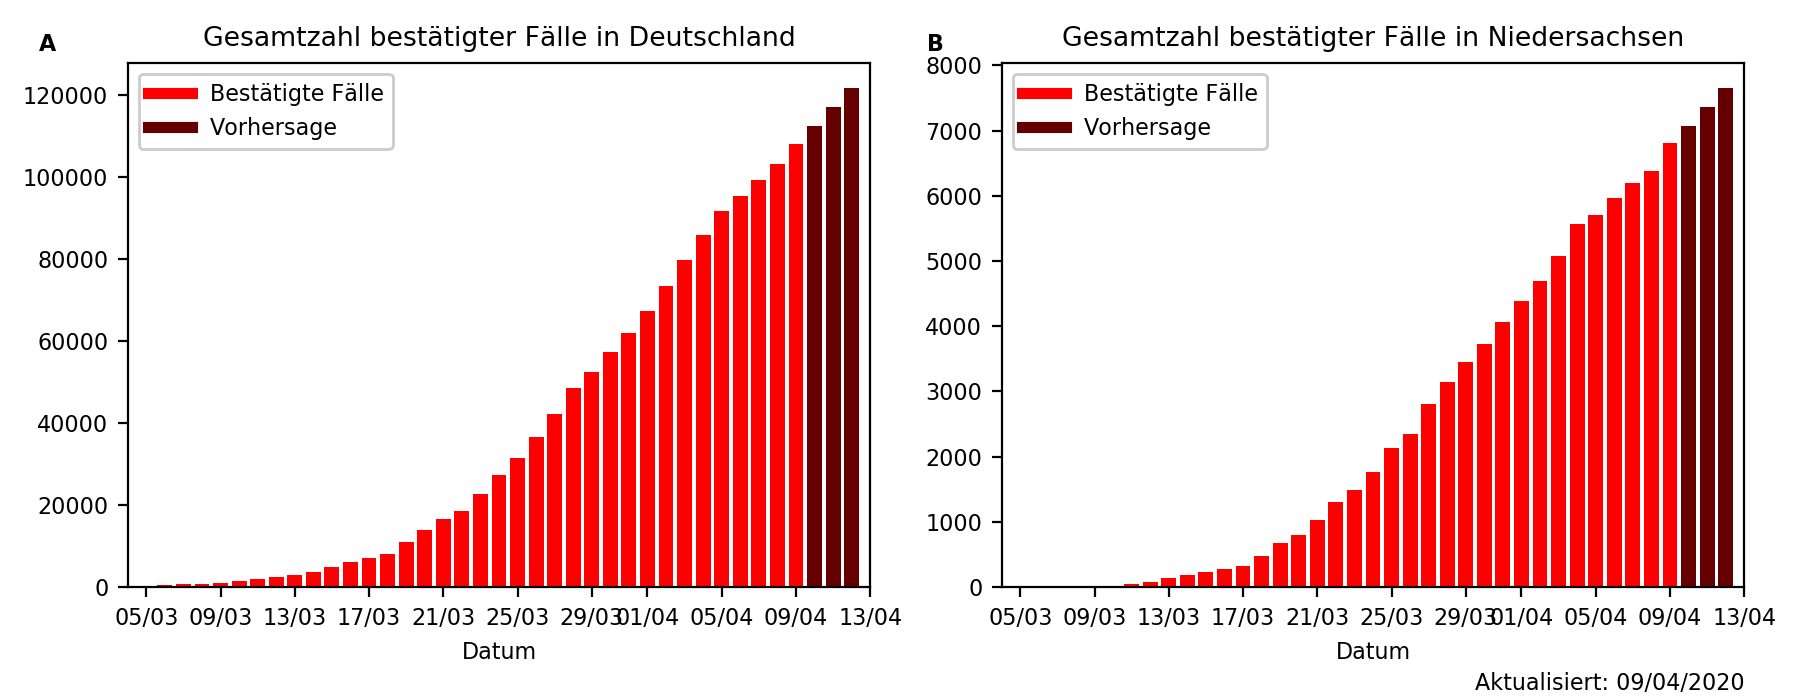 A
Gesamtzahl bestätigter Fälle in Deutschland
Bestätigte Fälle
Vorhersage
120000
100000
80000
60000
40000
20000
0
05/03 09/03 13/03 17/03 21/03 25/03 29/03 01/04 05/04 09/04 13/04
Datum
B
Gesamtzahl bestätigter Fälle in Niedersachsen
Bestätigte Fälle
Vorhersage
8000
7000
6000
5000
4000
3000
2000
1000
0
05/03 09/03 13/03 17/03 21/03 25/03 29/03 01/04 05/04 09/04 13/04
Datum
Aktualisiert: 09/04/2020